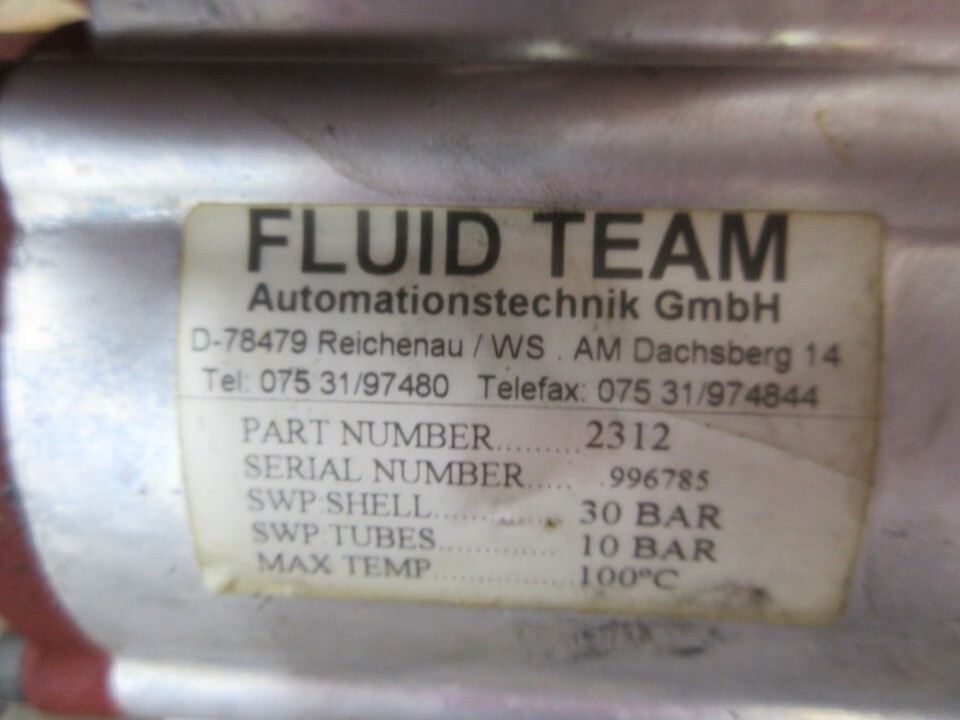 FLUID TEAM
Automationstechnik GmbH
D-78479 Reichenau / WS . AM Dachsberg 14
Tel: 075 31/97480 Telefax: 075 31/974844
PART NUMBER......... 2312
SERIAL NUMBER..... 996785
SWP:SHELL............... 30 BAR
SWP:TUBES.............. 10 BAR
MAX TEMP.................100°C